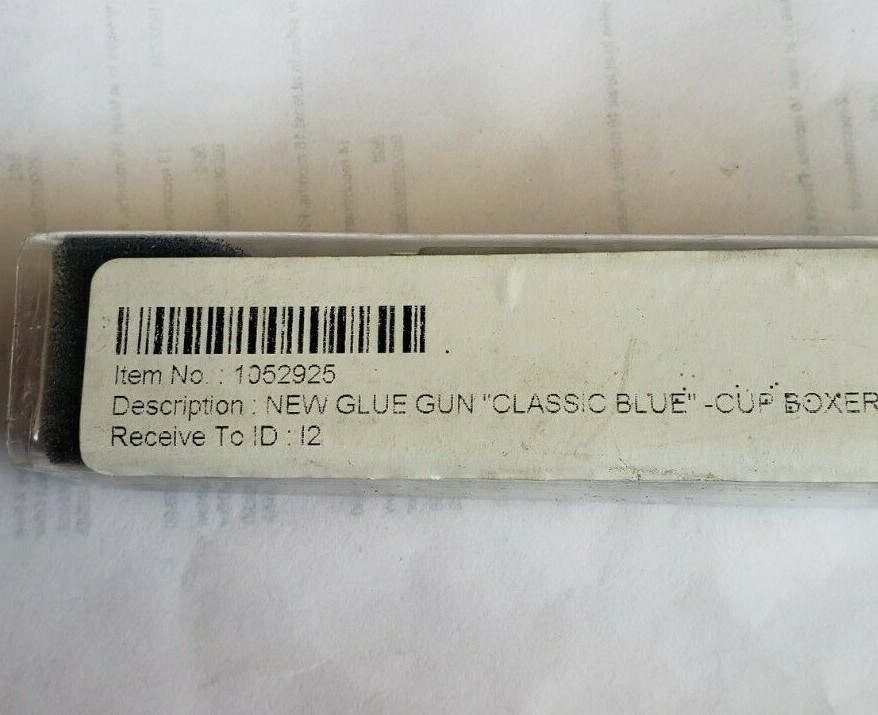 Item No. : 1052925
Description : NEW GLUE GUN "CLASSIC BLUE" -CUP BOXER
Receive To ID : I2